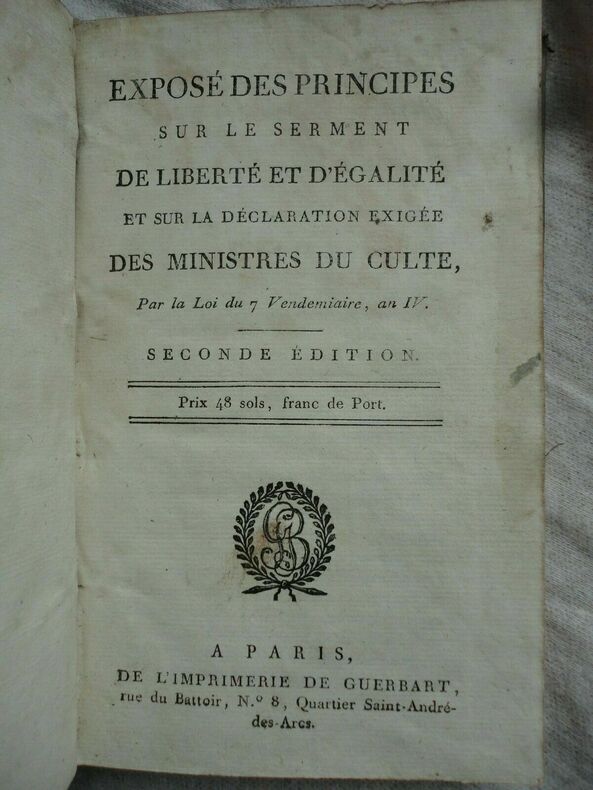 EXPOSÉ DES PRINCIPES
SUR LE SERMENT
DE LIBERTÉ ET D'ÉGALITÉ
ET SUR LA DÉCLARATION EXIGÉE
DES MINISTRES DU CULTE,
Par la Loi du 7 Vendemiaire, an IV.
SECONDE ÉDITION.
Prix 48 sols, franc de Port.
A PARIS,
DE L'IMPRIMERIE DE GUERBART,
rue du Battoir, N.º 8, Quartier Saint-André-
des-Arcs.